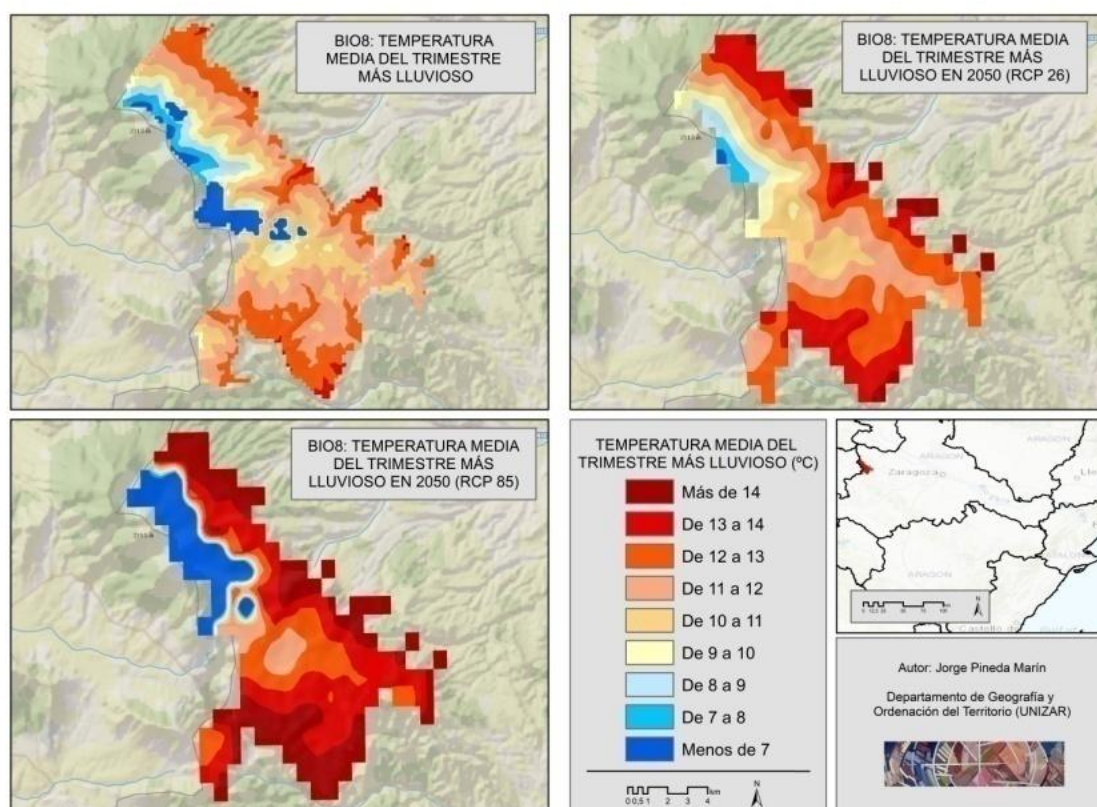 BIO8: TEMPERATURA
MEDIA DEL TRIMESTRE
MÁS LLUVIOSO
BIO8: TEMPERATURA MEDIA
DEL TRIMESTRE MÁS
LLUVIOSO EN 2050 (RCP 26)
BIO8: TEMPERATURA MEDIA
DEL TRIMESTRE MÁS
LLUVIOSO EN 2050 (RCP 85)
TEMPERATURA MEDIA DEL
TRIMESTRE MÁS LLUVIOSO (ºC)
Más de 14
De 13 a 14
De 12 a 13
De 11 a 12
De 10 a 11
De 9 a 10
De 8 a 9
De 7 a 8
Menos de 7
km
0 0,5 1 2 3 4
N
ARAGON
Zaragoza
ARAGON
N
Autor: Jorge Pineda Marín
Departamento de Geografía y
Ordenación del Territorio (UNIZAR)